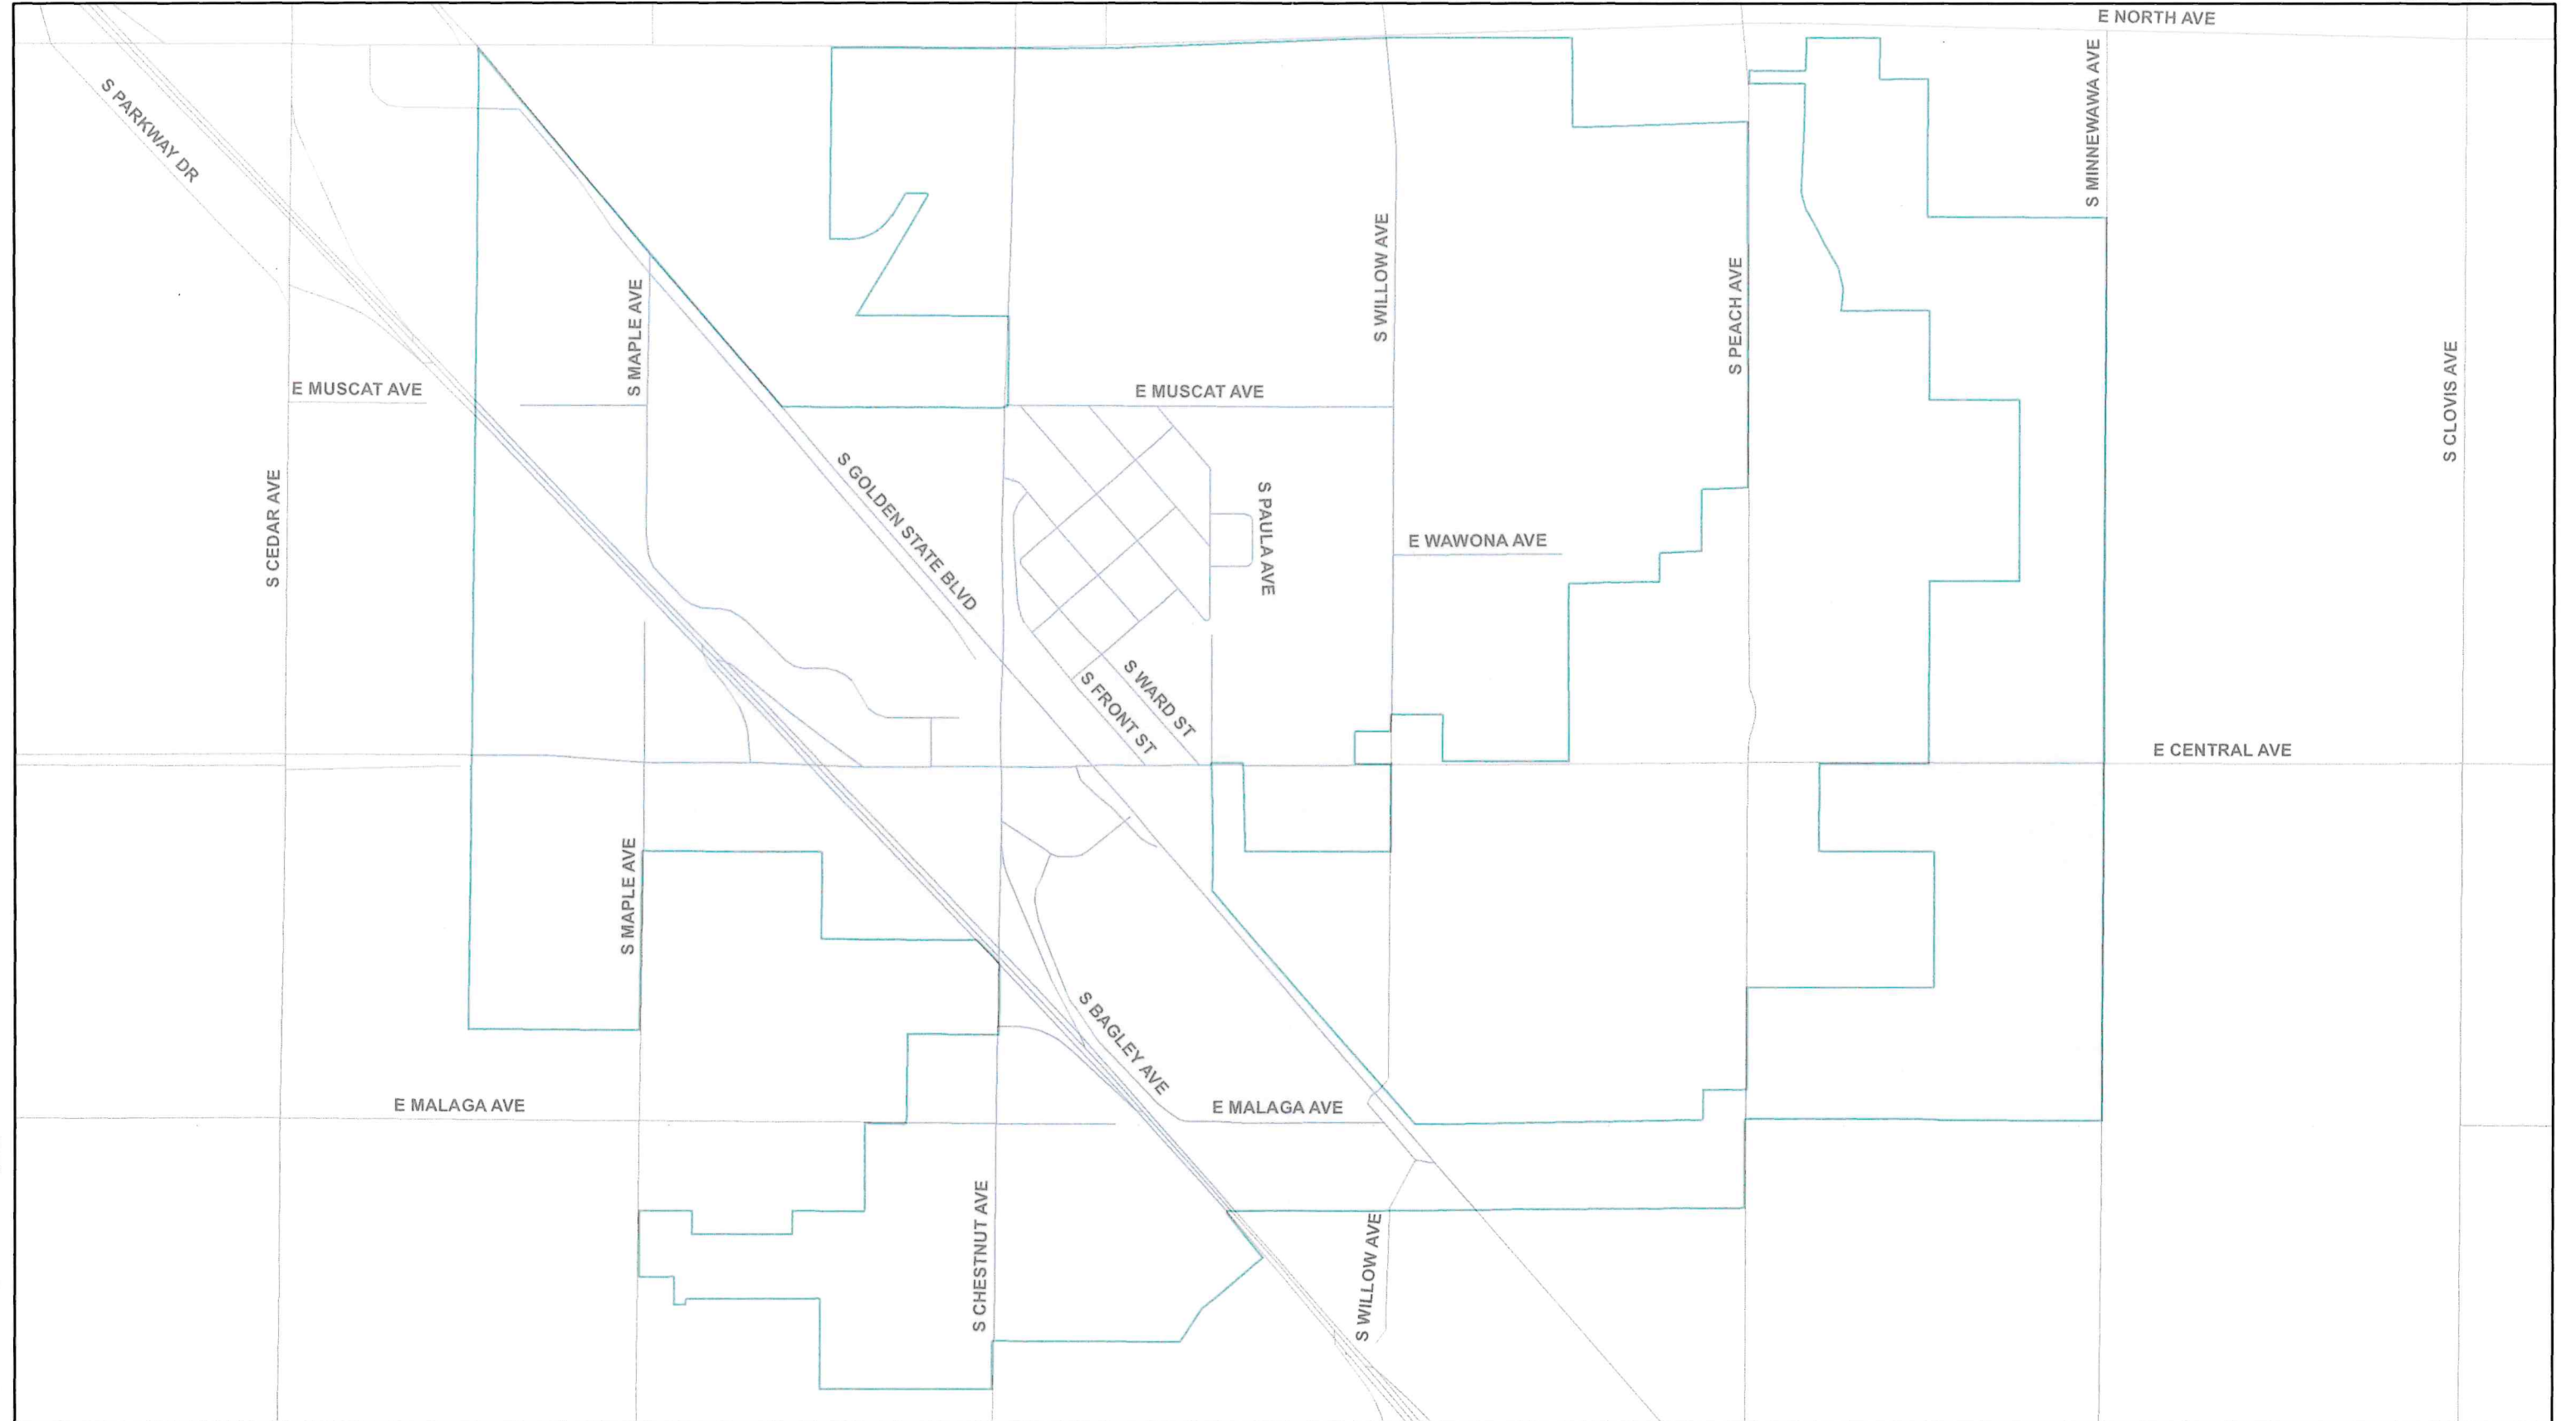 E NORTH AVE
S PARKWAY DR
S MINNEWAWA AVE
S WILLOW AVE
S PEACH AVE
S MAPLE AVE
S CLOVIS AVE
E MUSCAT AVE
E MUSCAT AVE
S GOLDEN STATE BLVD
S CEDAR AVE
S PAULA AVE
E WAWONA AVE
S WARD ST
S FRONT ST
E CENTRAL AVE
S MAPLE AVE
S BAGLEY AVE
E MALAGA AVE
E MALAGA AVE
S CHESTNUT AVE
S WILLOW AVE